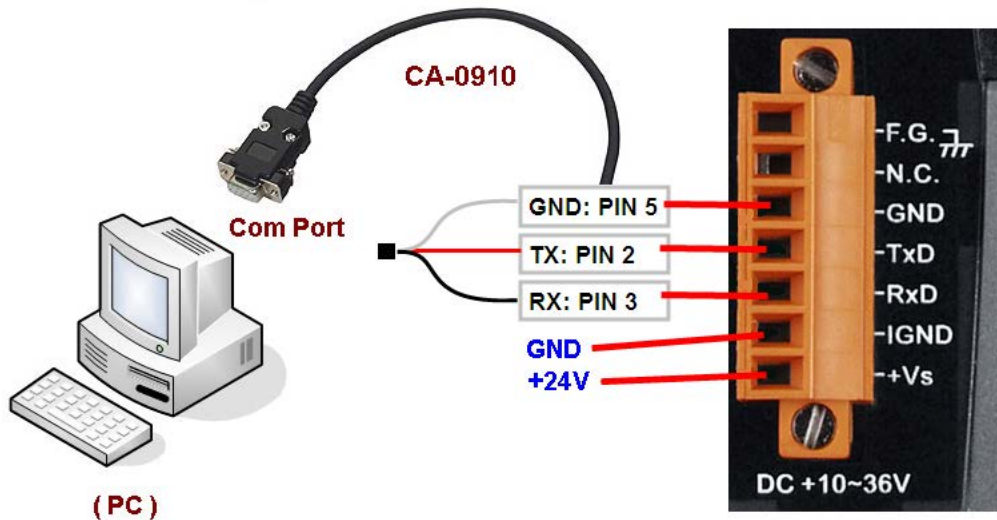 CA-0910
Com Port
( PC )
GND: PIN 5
TX: PIN 2
RX: PIN 3
GND
+24V
F.G.
N.C.
GND
TxD
RxD
IGND
+Vs
DC +10~36V